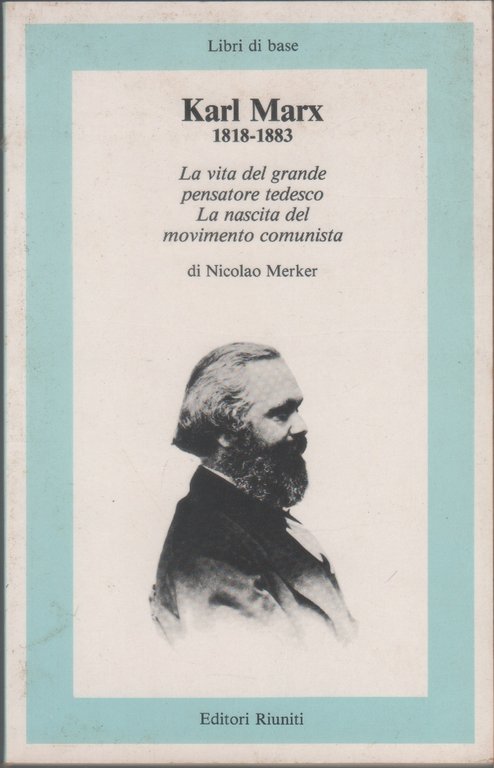 Libri di base
Karl Marx
1818-1883
La vita del grande
pensatore tedesco
La nascita del
movimento comunista
di Nicolao Merker
Editori Riuniti